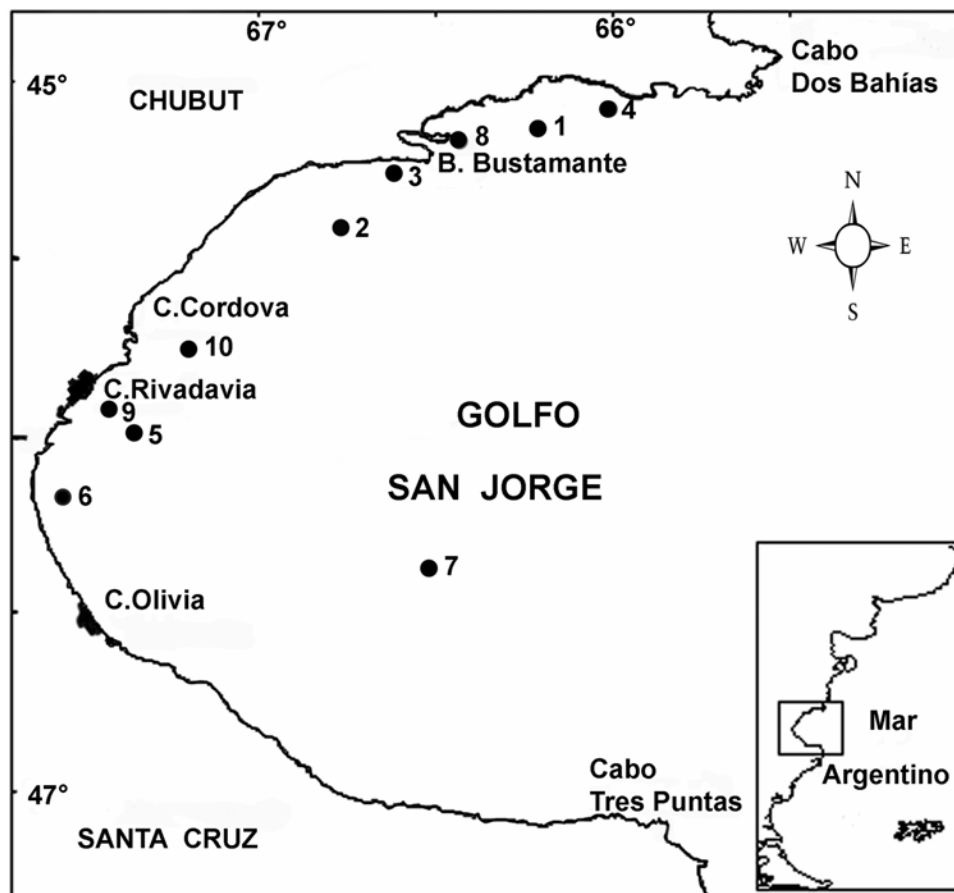 67°
66°
45°
Cabo
Dos Bahías
CHUBUT
4
1
8
B. Bustamante
3
2
N
W
E
S
C.Cordova
10
C.Rivadavia
9
5
GOLFO
SAN JORGE
6
7
C.Olivia
Mar
Argentino
Cabo
Tres Puntas
47°
SANTA CRUZ